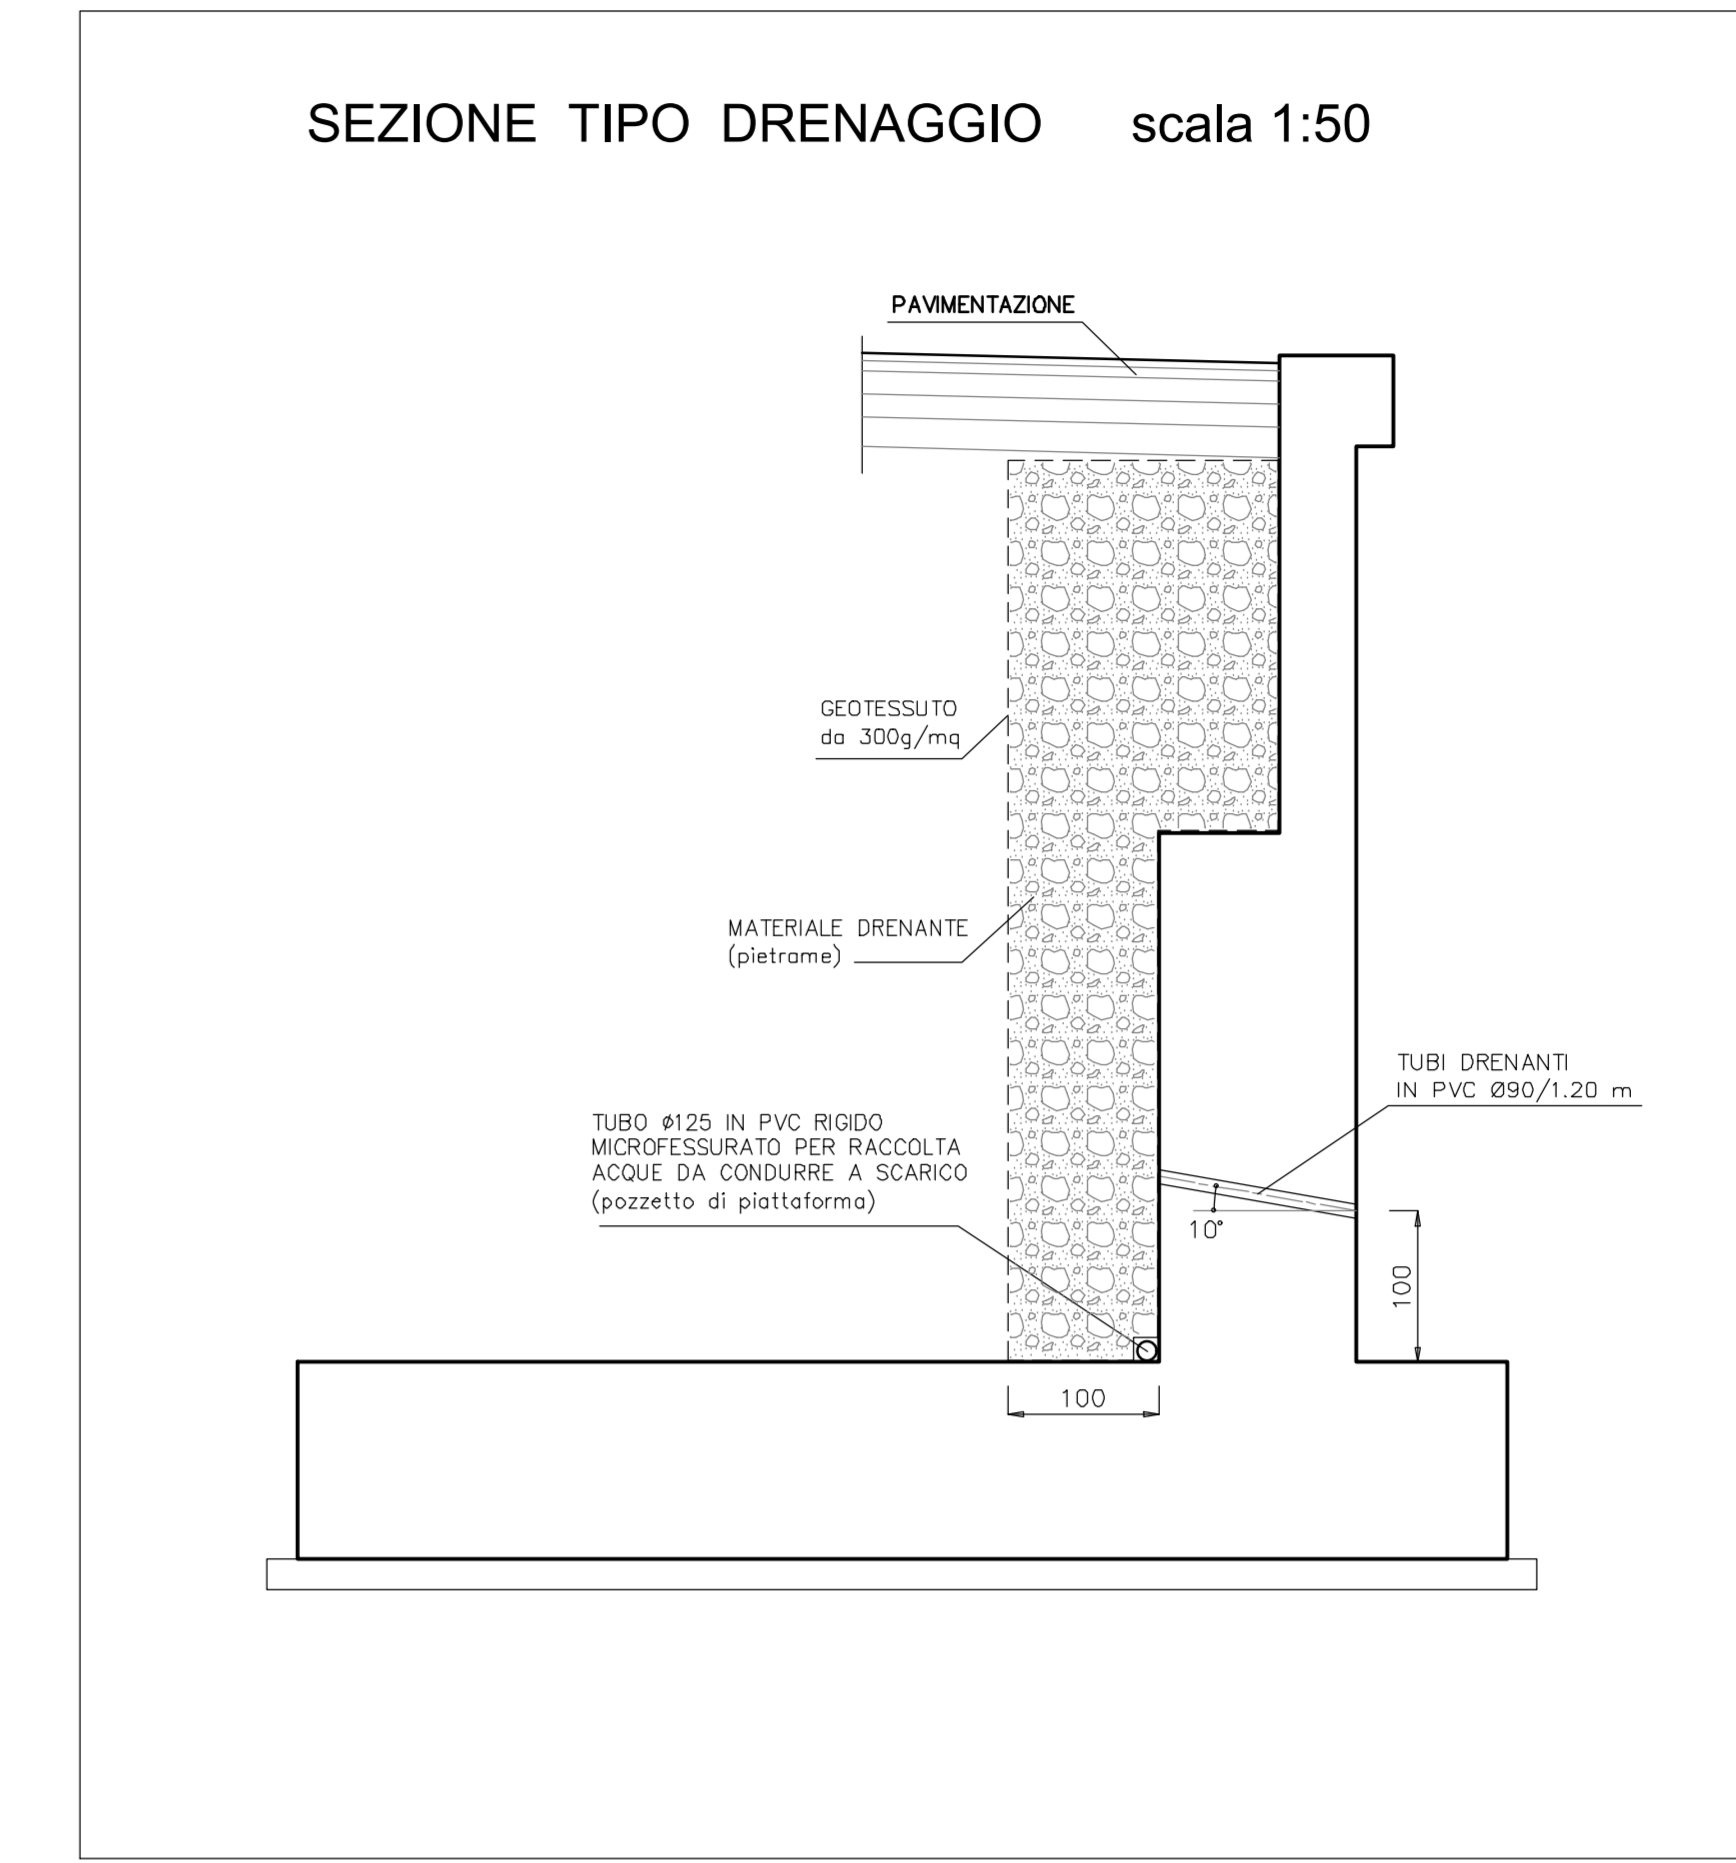 SEZIONE TIPO DRENAGGIO scala 1:50
PAVIMENTAZIONE
GEOTESSUTO
da 300g/mq
MATERIALE DRENANTE
(pietrame)
TUBI DRENANTI
IN PVC Ø90/1.20 m
TUBO ø125 IN PVC RIGIDO
MICROFESSURATO PER RACCOLTA
ACQUE DA CONDURRE A SCARICO
(pozzetto di piattaforma)
10°
100
100